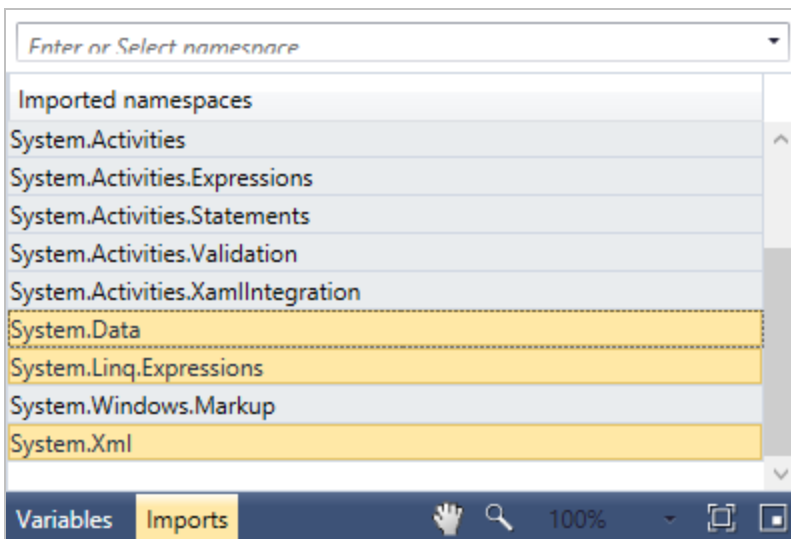 Enter or Select namespace
Imported namespaces
System.Activities
System.Activities.Expressions
System.Activities.Statements
System.Activities.Validation
System.Activities.XamlIntegration
System.Data
System.Linq.Expressions
System.Windows.Markup
System.Xml
Variables Imports 100%